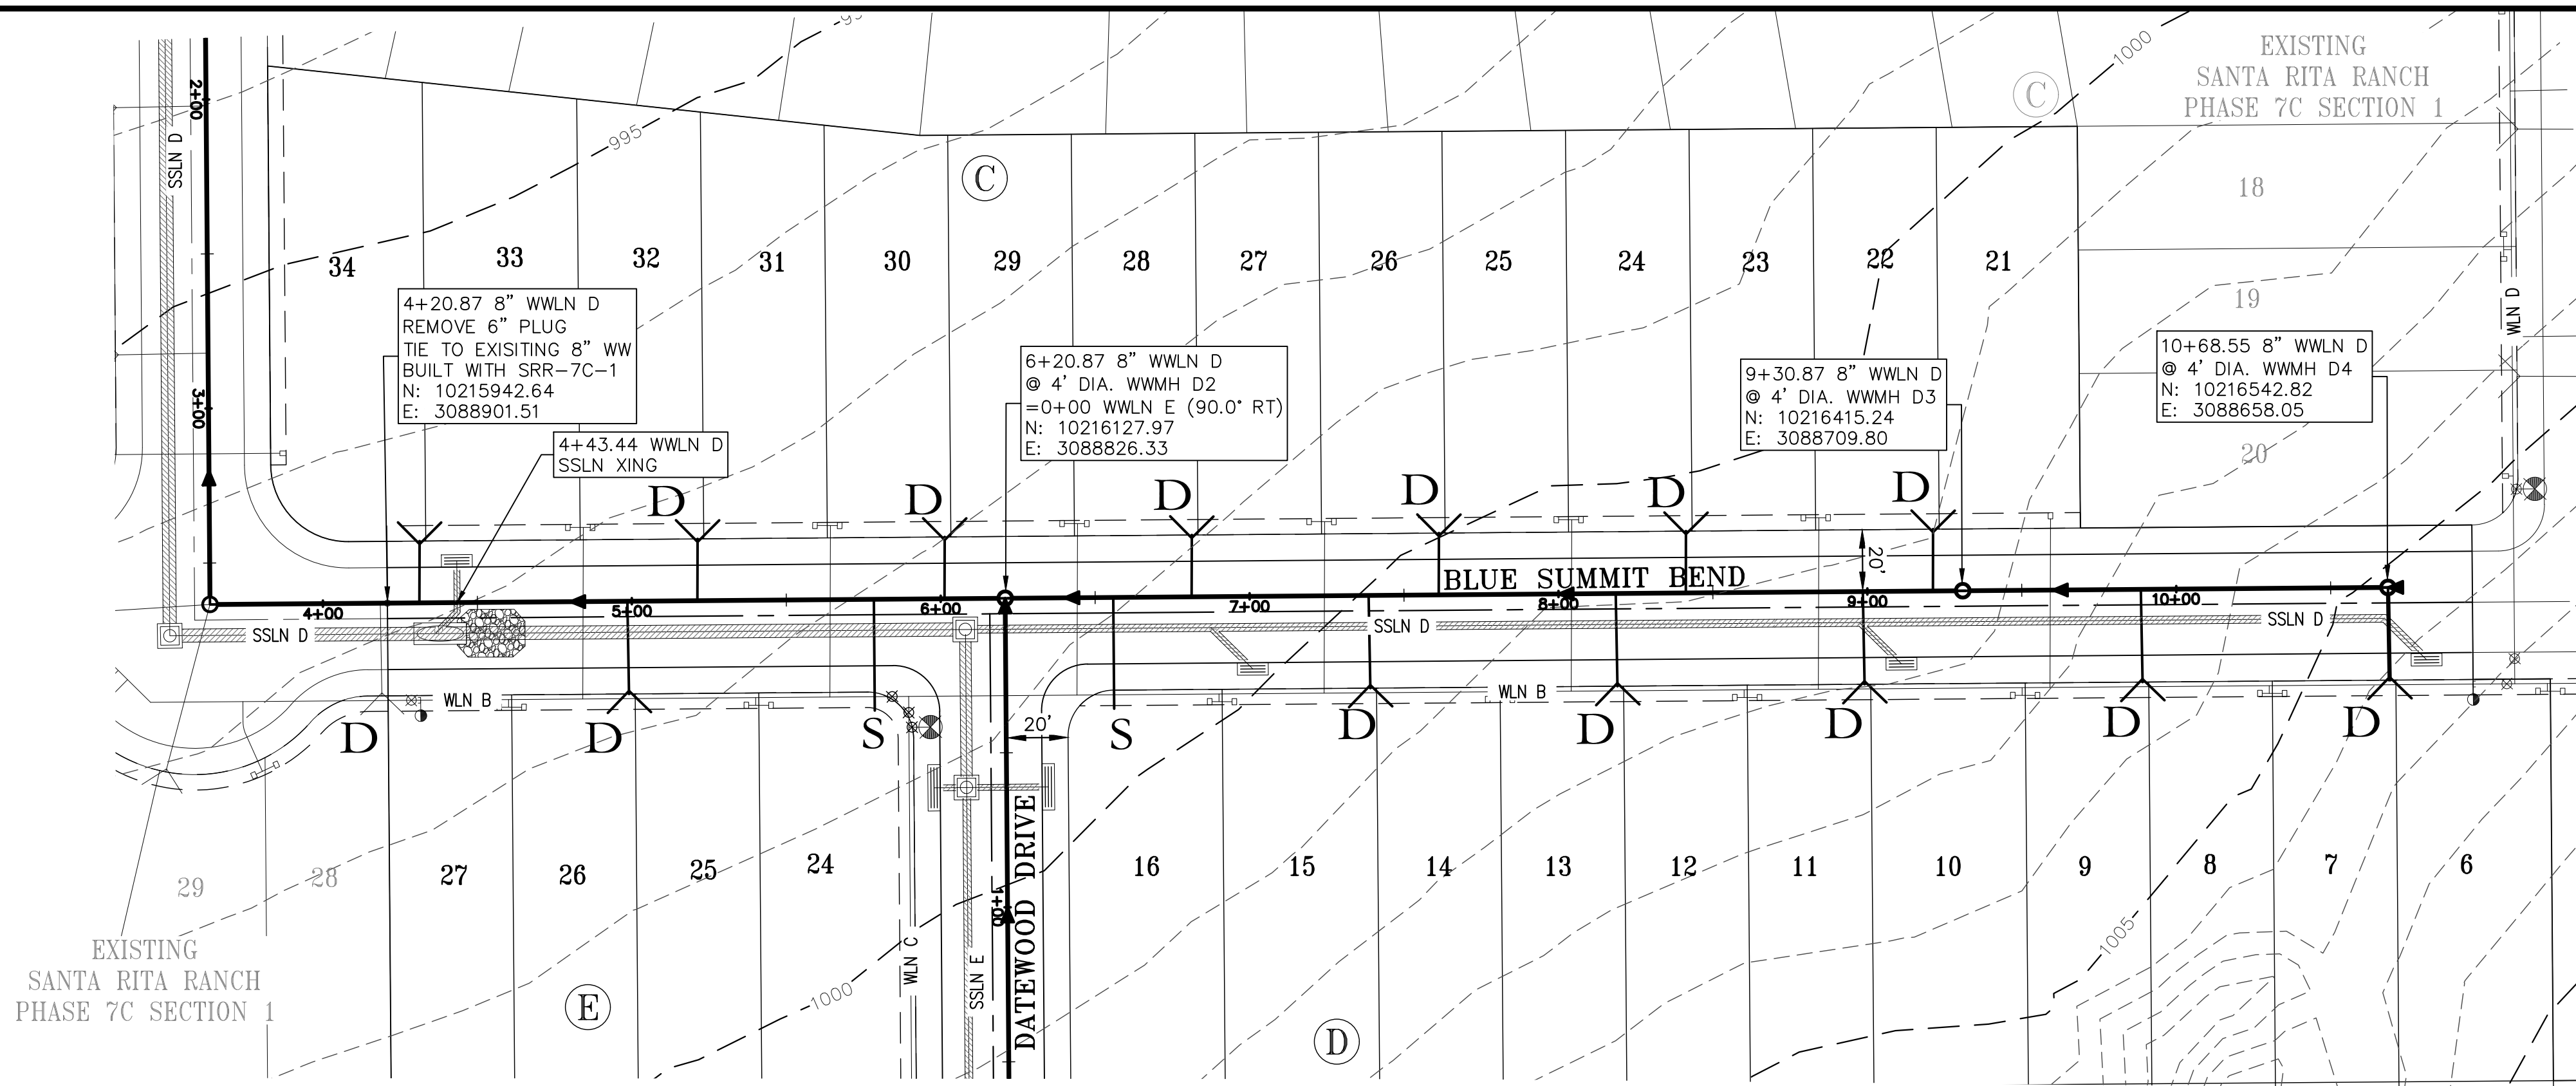 EXISTING
SANTA RITA RANCH
PHASE 7C SECTION 1
1000
C
2+00
SSLN D
995
C
18
34
33
32
31
30
29
28
27
26
25
24
23
22
21
19
WLN D
20
4+20.87 8" WWLN D
REMOVE 6" PLUG
TIE TO EXISITING 8" WW
BUILT WITH SRR-7C-1
N: 10215942.64
E: 3088901.51
4+43.44 WWLN D
SSLN XING
6+20.87 8" WWLN D
@ 4' DIA. WWMH D2
=0+00 WWLN E (90.0° RT)
N: 10216127.97
E: 3088826.33
9+30.87 8" WWLN D
@ 4' DIA. WWMH D3
N: 10216415.24
E: 3088709.80
10+68.55 8" WWLN D
@ 4' DIA. WWMH D4
N: 10216542.82
E: 3088658.05
3+00
D
D
D
D
D
D
20'
BLUE SUMMIT BEND
4+00
5+00
6+00
7+00
8+00
9+00
10+00
SSLN D
SSLN D
SSLN D
WLN B
WLN B
D
D
S
20'
S
D
D
D
D
D
29
28
27
26
25
24
16
15
14
13
12
11
10
9
8
7
6
1+00
DATEWOOD DRIVE
WLN C
SSLN E
1000
1005
EXISTING
SANTA RITA RANCH
PHASE 7C SECTION 1
E
D